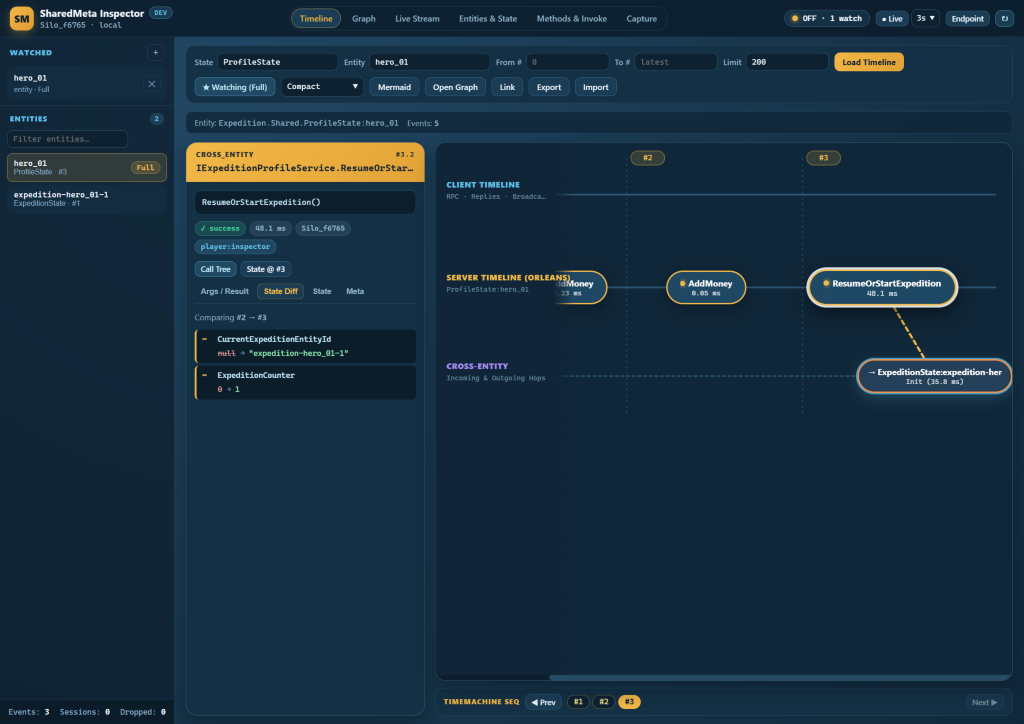 SM
SharedMeta Inspector DEV
Silo_f6765 · local
Timeline Graph Live Stream Entities & State Methods & Invoke Capture
OFF · 1 watch
Live
3s ▼
Endpoint
↻
WATCHED +
hero_01
entity · Full
ENTITIES 2
Filter entities…
hero_01
ProfileState · #3
Full
expedition-hero_01-1
ExpeditionState · #1
Events: 3 Sessions: 0 Dropped: 0
State ProfileState Entity hero_01 From # 0 To # latest Limit 200 Load Timeline
★ Watching (Full) Compact ▼ Mermaid Open Graph Link Export Import
Entity: Expedition.Shared.ProfileState:hero_01 Events: 5
CROSS_ENTITY #3.2
IExpeditionProfileService.ResumeOrStar…
ResumeOrStartExpedition()
✓ success 48.1 ms Silo_f6765
player:inspector
Call Tree State @ #3
Args / Result State Diff State Meta
Comparing #2 → #3
~ CurrentExpeditionEntityId
null → "expedition-hero_01-1"
~ ExpeditionCounter
0 → 1
#2 #3
CLIENT TIMELINE
RPC · Replies · Broadca…
SERVER TIMELINE (ORLEANS)
ProfileState:hero_01
ddMoney
.23 ms
AddMoney
0.05 ms
ResumeOrStartExpedition
48.1 ms
CROSS-ENTITY
Incoming & Outgoing Hops
→ ExpeditionState:expedition-her
Init (35.8 ms)
TIMEMACHINE SEQ ◀ Prev #1 #2 #3 Next ▶